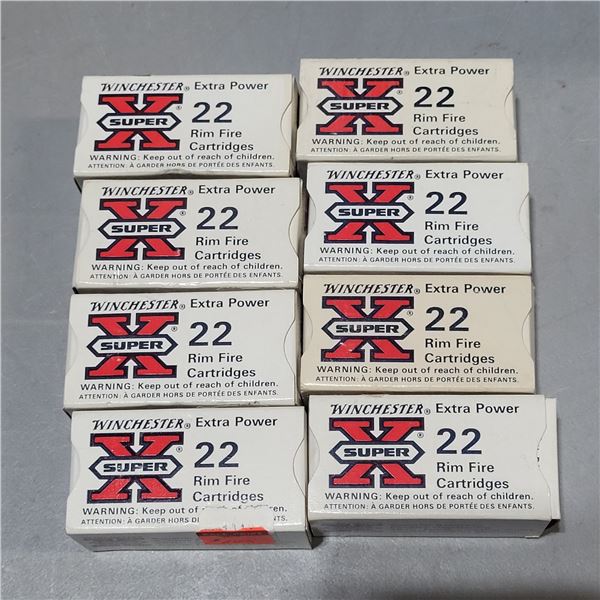 WINCHESTER® Extra Power
X SUPER ® 22
Rim Fire
Cartridges
WARNING: Keep out of reach of children.
ATTENTION: À GARDER HORS DE PORTÉE DES ENFANTS.
WINCHESTER® Extra Power
X SUPER ® 22
Rim Fire
Cartridges
WARNING: Keep out of reach of children.
ATTENTION: À GARDER HORS DE PORTÉE DES ENFANTS.
WINCHESTER® Extra Power
X SUPER ® 22
Rim Fire
Cartridges
WARNING: Keep out of reach of children.
ATTENTION: À GARDER HORS DE PORTÉE DES ENFANTS.
WINCHESTER® Extra Power
X SUPER ® 22
Rim Fire
Cartridges
WARNING: Keep out of reach of children.
ATTENTION: À GARDER HORS DE PORTÉE DES ENFANTS.
WINCHESTER® Extra Power
X SUPER ® 22
Rim Fire
Cartridges
WARNING: Keep out of reach of children.
ATTENTION: À GARDER HORS DE PORTÉE DES ENFANTS.
WINCHESTER® Extra Power
X SUPER ® 22
Rim Fire
Cartridges
WARNING: Keep out of reach of children.
ATTENTION: À GARDER HORS DE PORTÉE DES ENFANTS.
WINCHESTER® Extra Power
X SUPER ® 22
Rim Fire
Cartridges
WARNING: Keep out of reach of children.
ATTENTION: À GARDER HORS DE PORTÉE DES ENFANTS.
WINCHESTER® Extra Power
X SUPER ® 22
Rim Fire
Cartridges
WARNING: Keep out of reach of children.
ATTENTION: À GARDER HORS DE PORTÉE DES ENFANTS.